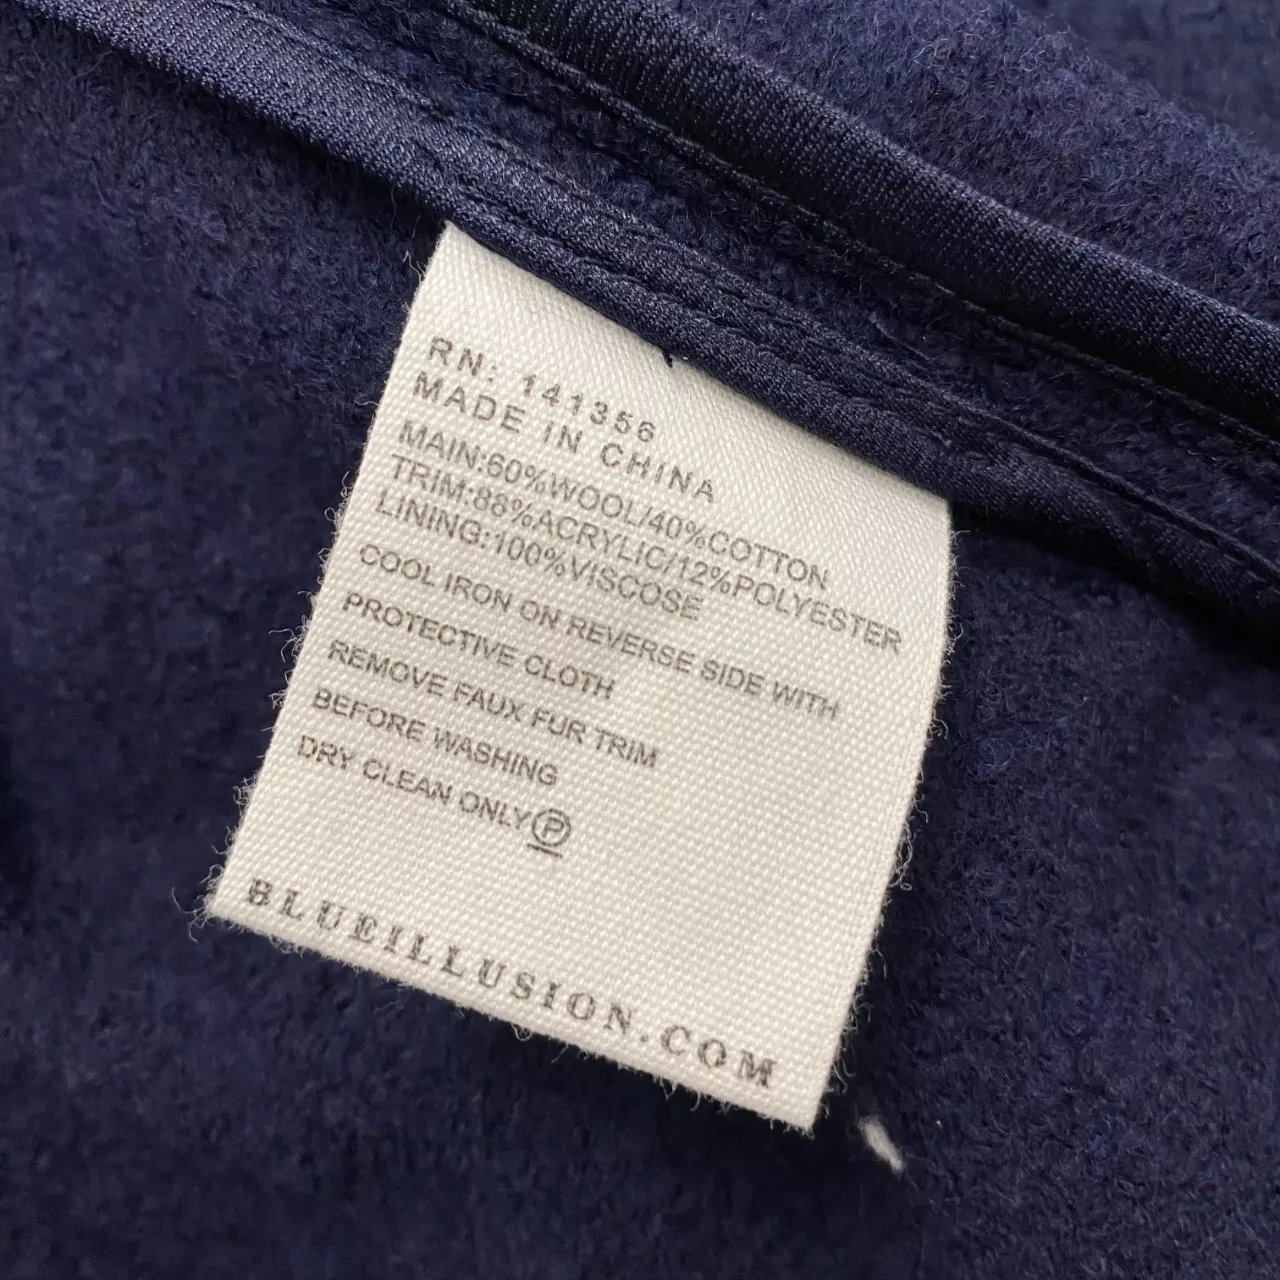 RN: 141356
MADE IN CHINA
MAIN:60%WOOL/40%COTTON
TRIM:88%ACRYLIC/12%POLYESTER
LINING:100%VISCOSE
COOL IRON ON REVERSE SIDE WITH
PROTECTIVE CLOTH
REMOVE FAUX FUR TRIM
BEFORE WASHING
DRY CLEAN ONLY Ⓟ
BLUEILLUSION.COM